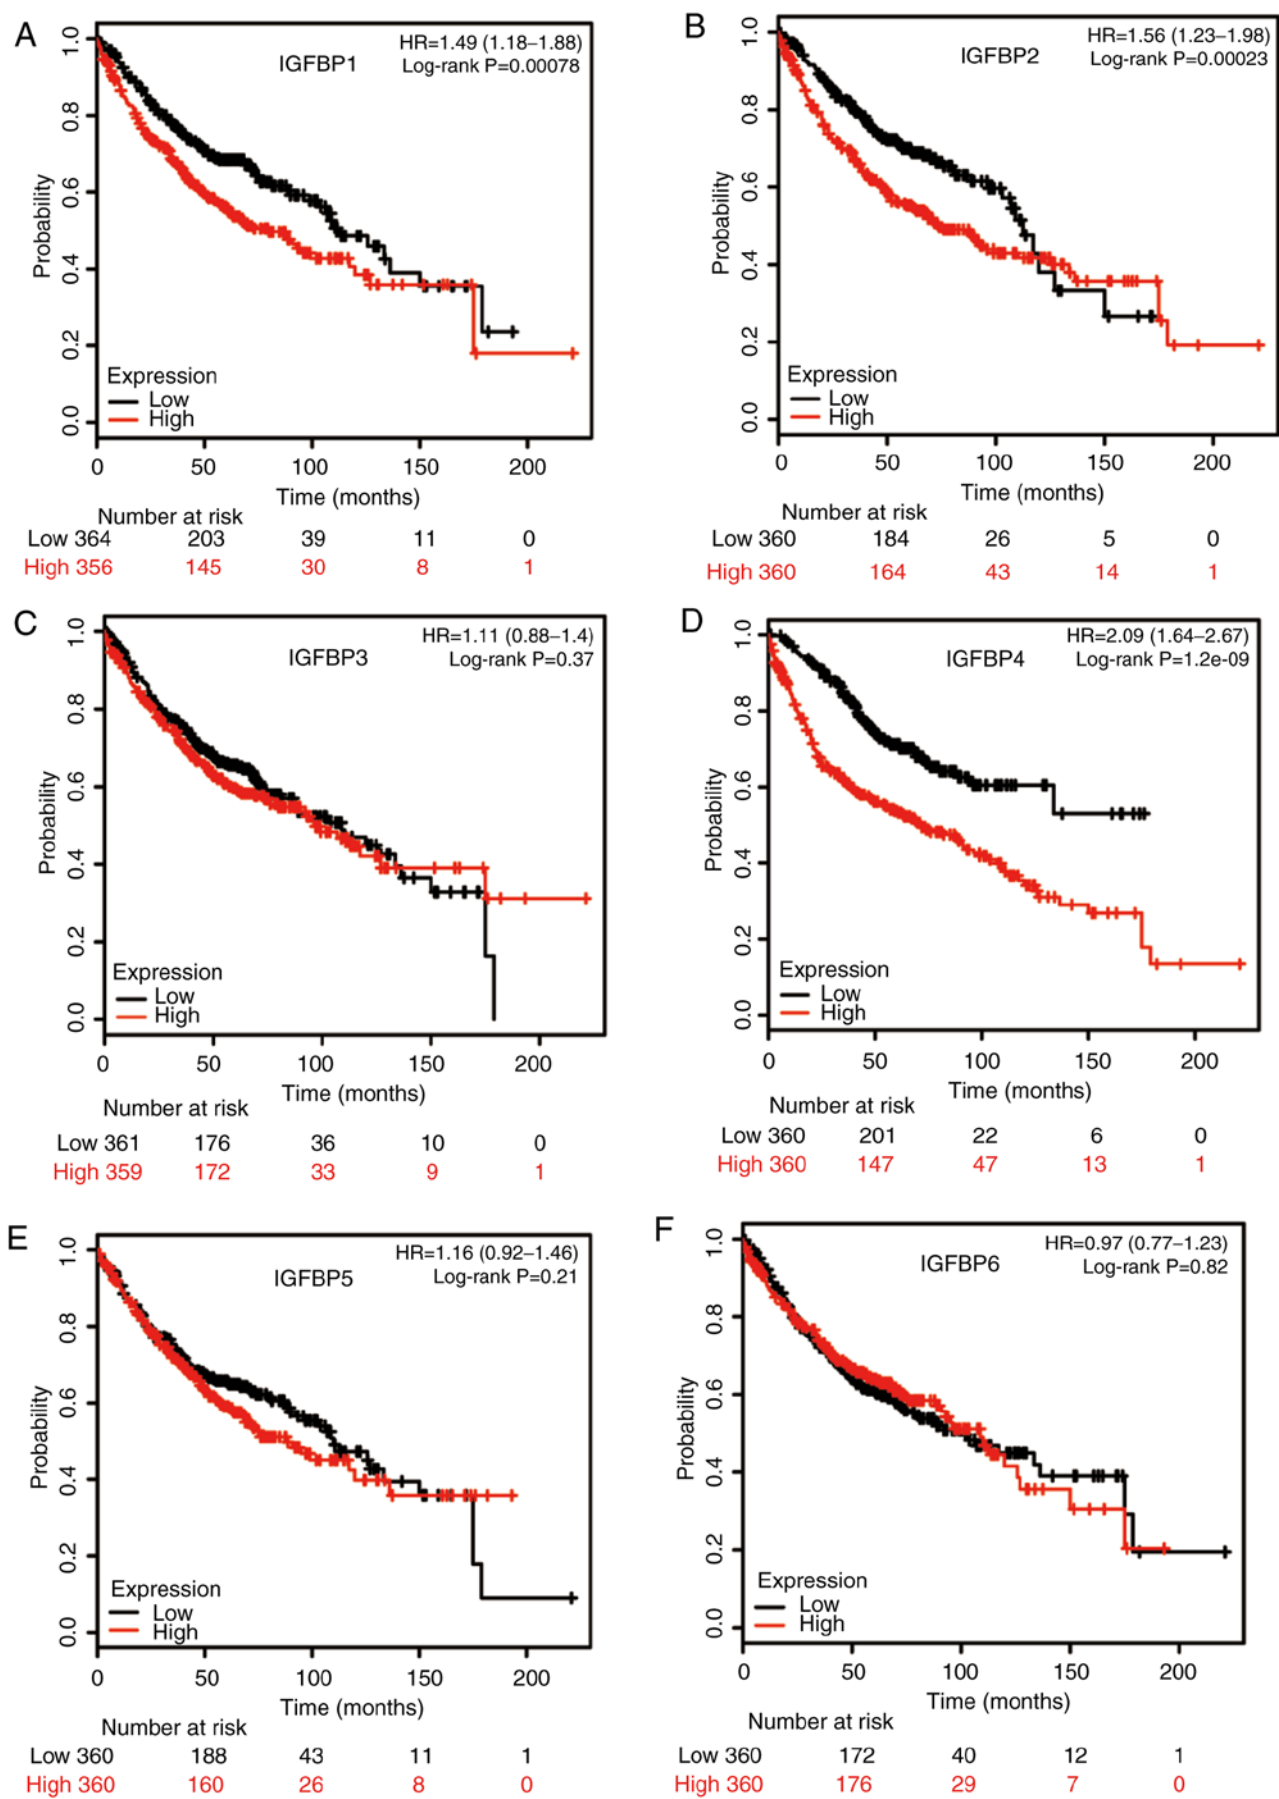 A
IGFBP1
HR=1.49 (1.18–1.88)
Log-rank P=0.00078
Probability
1.0
0.8
0.6
0.4
0.2
0.0
Expression
Low
High
0 50 100 150 200
Time (months)
Number at risk
Low 364 203 39 11 0
High 356 145 30 8 1
B
IGFBP2
HR=1.56 (1.23–1.98)
Log-rank P=0.00023
Probability
1.0
0.8
0.6
0.4
0.2
0.0
Expression
Low
High
0 50 100 150 200
Time (months)
Number at risk
Low 360 184 26 5 0
High 360 164 43 14 1
C
IGFBP3
HR=1.11 (0.88–1.4)
Log-rank P=0.37
Probability
1.0
0.8
0.6
0.4
0.2
0.0
Expression
Low
High
0 50 100 150 200
Time (months)
Number at risk
Low 361 176 36 10 0
High 359 172 33 9 1
D
IGFBP4
HR=2.09 (1.64–2.67)
Log-rank P=1.2e-09
Probability
1.0
0.8
0.6
0.4
0.2
0.0
Expression
Low
High
0 50 100 150 200
Time (months)
Number at risk
Low 360 201 22 6 0
High 360 147 47 13 1
E
IGFBP5
HR=1.16 (0.92–1.46)
Log-rank P=0.21
Probability
1.0
0.8
0.6
0.4
0.2
0.0
Expression
Low
High
0 50 100 150 200
Time (months)
Number at risk
Low 360 188 43 11 1
High 360 160 26 8 0
F
IGFBP6
HR=0.97 (0.77–1.23)
Log-rank P=0.82
Probability
1.0
0.8
0.6
0.4
0.2
0.0
Expression
Low
High
0 50 100 150 200
Time (months)
Number at risk
Low 360 172 40 12 1
High 360 176 29 7 0